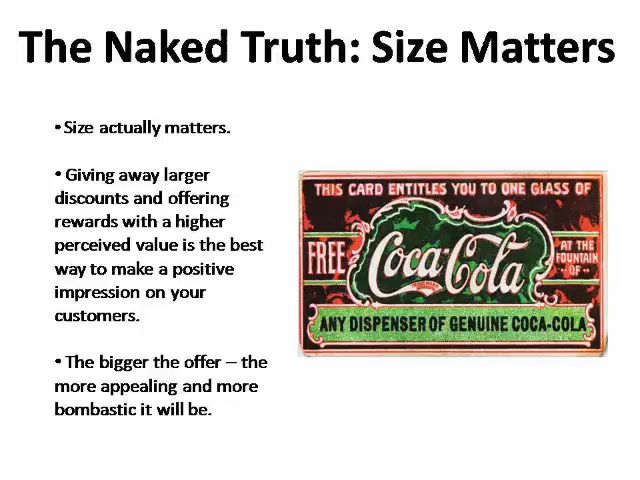 The Naked Truth: Size Matters
• Size actually matters.
• Giving away larger
discounts and offering
rewards with a higher
perceived value is the best
way to make a positive
impression on your
customers.
• The bigger the offer – the
more appealing and more
bombastic it will be.
THIS CARD ENTITLES YOU TO ONE GLASS OF
FREE
Coca-Cola
AT THE
FOUNTAIN
OF
ANY DISPENSER OF GENUINE COCA-COLA